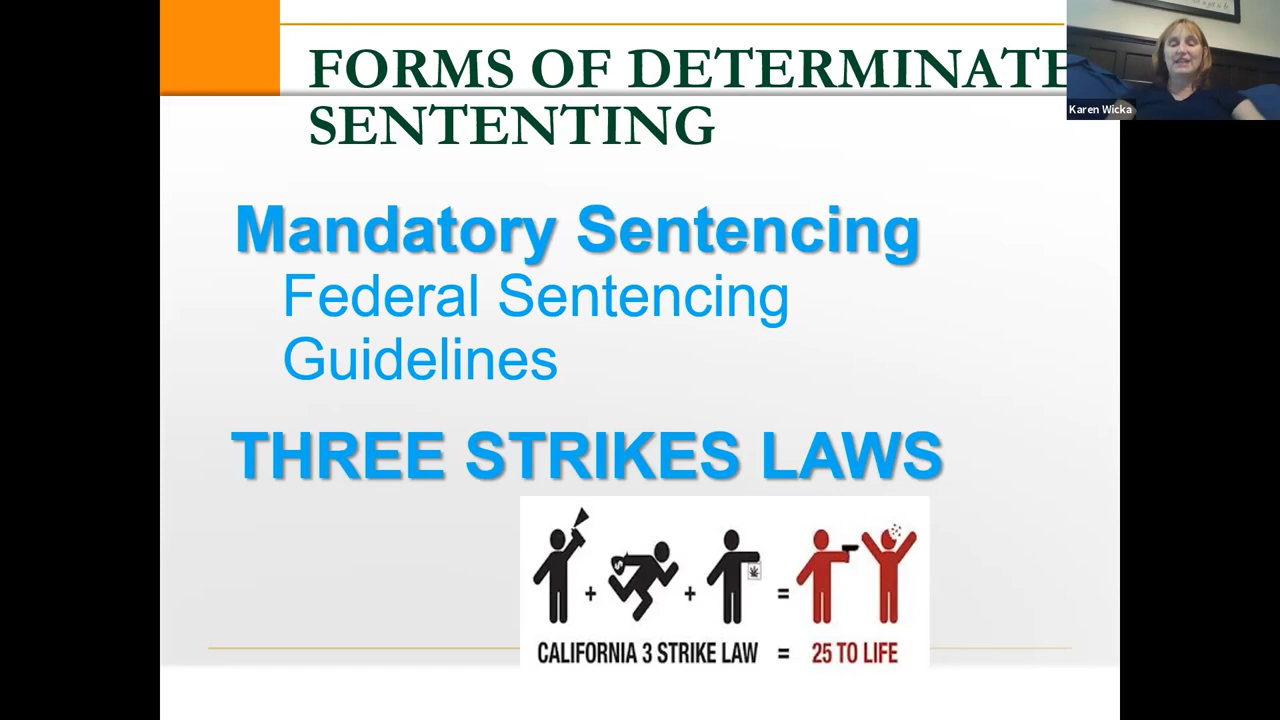 FORMS OF DETERMINATE
SENTENTING
Karen Wicka
Mandatory Sentencing
Federal Sentencing
Guidelines
THREE STRIKES LAWS
$
+ + =
CALIFORNIA 3 STRIKE LAW = 25 TO LIFE